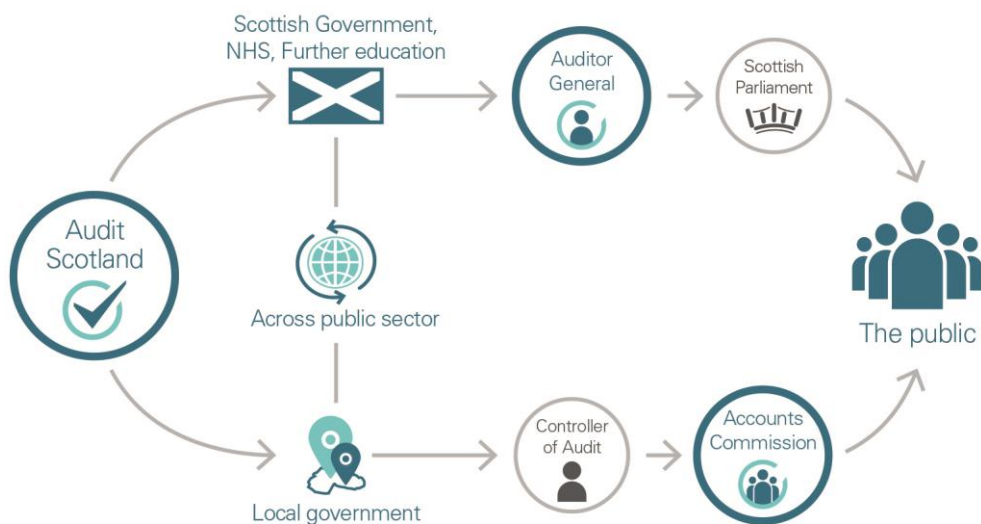 Scottish Government,
NHS, Further education
Auditor
General
Scottish
Parliament
Audit
Scotland
Across public sector
The public
Controller
of Audit
Accounts
Commission
Local government